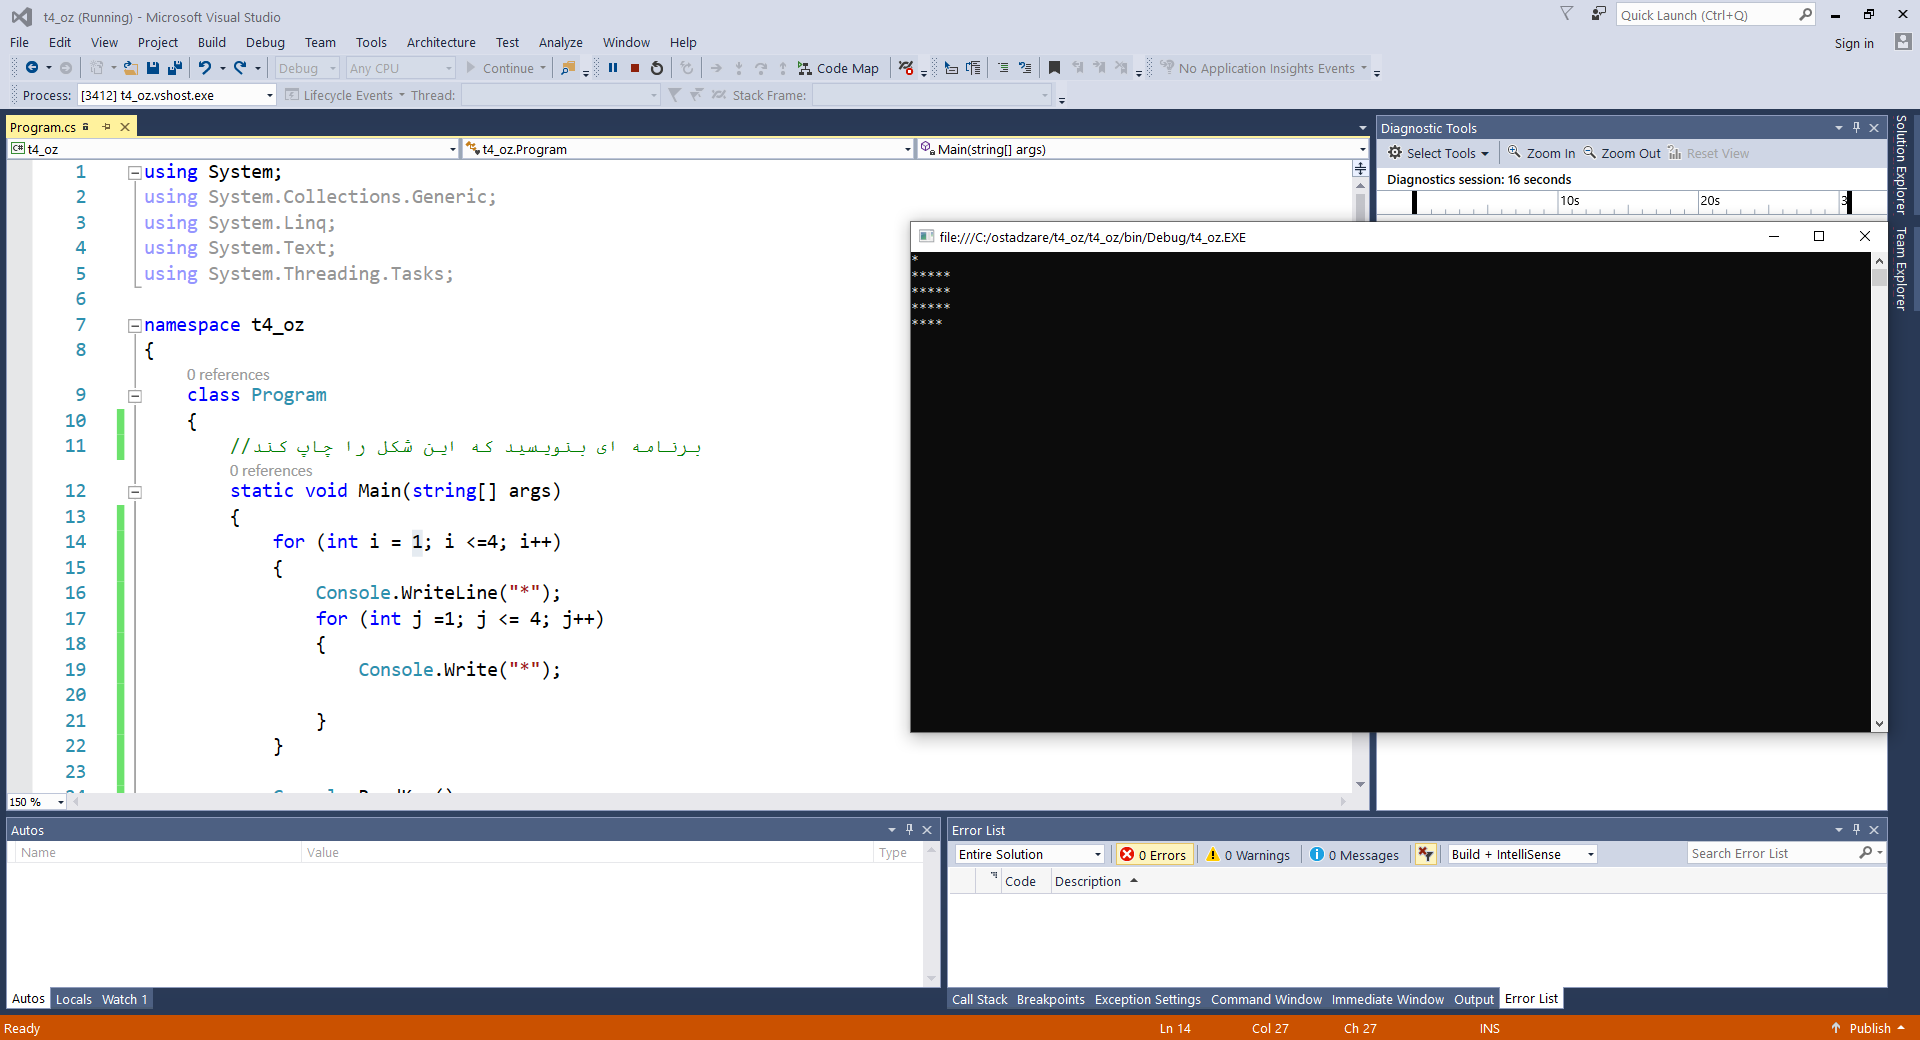 t4_oz (Running) - Microsoft Visual Studio
Quick Launch (Ctrl+Q)
File Edit View Project Build Debug Team Tools Architecture Test Analyze Window Help
Sign in
Debug Any CPU Continue Code Map No Application Insights Events
Process: [3412] t4_oz.vshost.exe Lifecycle Events Thread: Stack Frame:
Program.cs
t4_oz t4_oz.Program Main(string[] args)
1 using System;
2 using System.Collections.Generic;
3 using System.Linq;
4 using System.Text;
5 using System.Threading.Tasks;
6
7 namespace t4_oz
8 {
0 references
9 class Program
10 {
11 //برنامه ای بنویسید که این شکل را چاپ کند
0 references
12 static void Main(string[] args)
13 {
14 for (int i = 1; i <=4; i++)
15 {
16 Console.WriteLine("*");
17 for (int j =1; j <= 4; j++)
18 {
19 Console.Write("*");
20
21 }
22 }
23
150 %
Diagnostic Tools
Select Tools Zoom In Zoom Out Reset View
Diagnostics session: 16 seconds
10s 20s 3
Solution Explorer
Team Explorer
file:///C:/ostadzare/t4_oz/t4_oz/bin/Debug/t4_oz.EXE
*
*****
*****
*****
****
Autos
Name Value Type
Autos Locals Watch 1
Error List
Entire Solution 0 Errors 0 Warnings 0 Messages Build + IntelliSense Search Error List
Code Description
Call Stack Breakpoints Exception Settings Command Window Immediate Window Output Error List
Ready Ln 14 Col 27 Ch 27 INS Publish